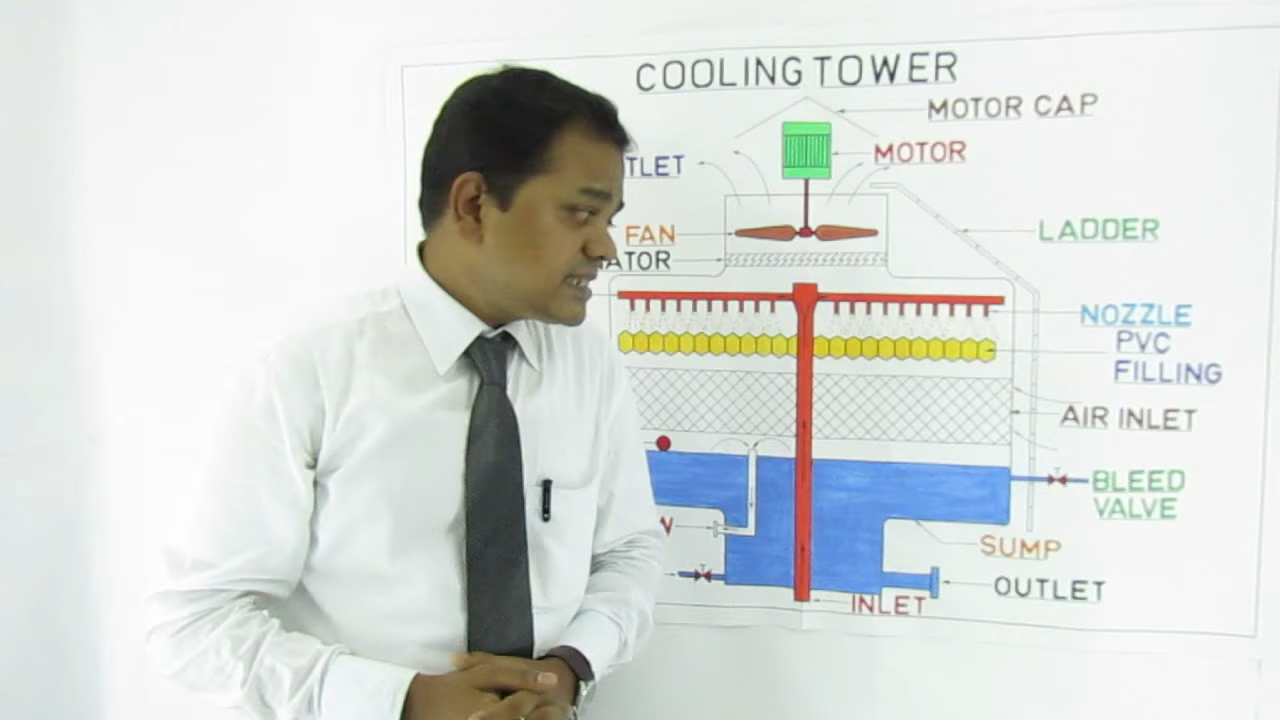 COOLING TOWER
MOTOR CAP
MOTOR
TLET
LADDER
FAN
ATOR
NOZZLE
PVC
FILLING
AIR INLET
BLEED
VALVE
SUMP
OUTLET
INLET